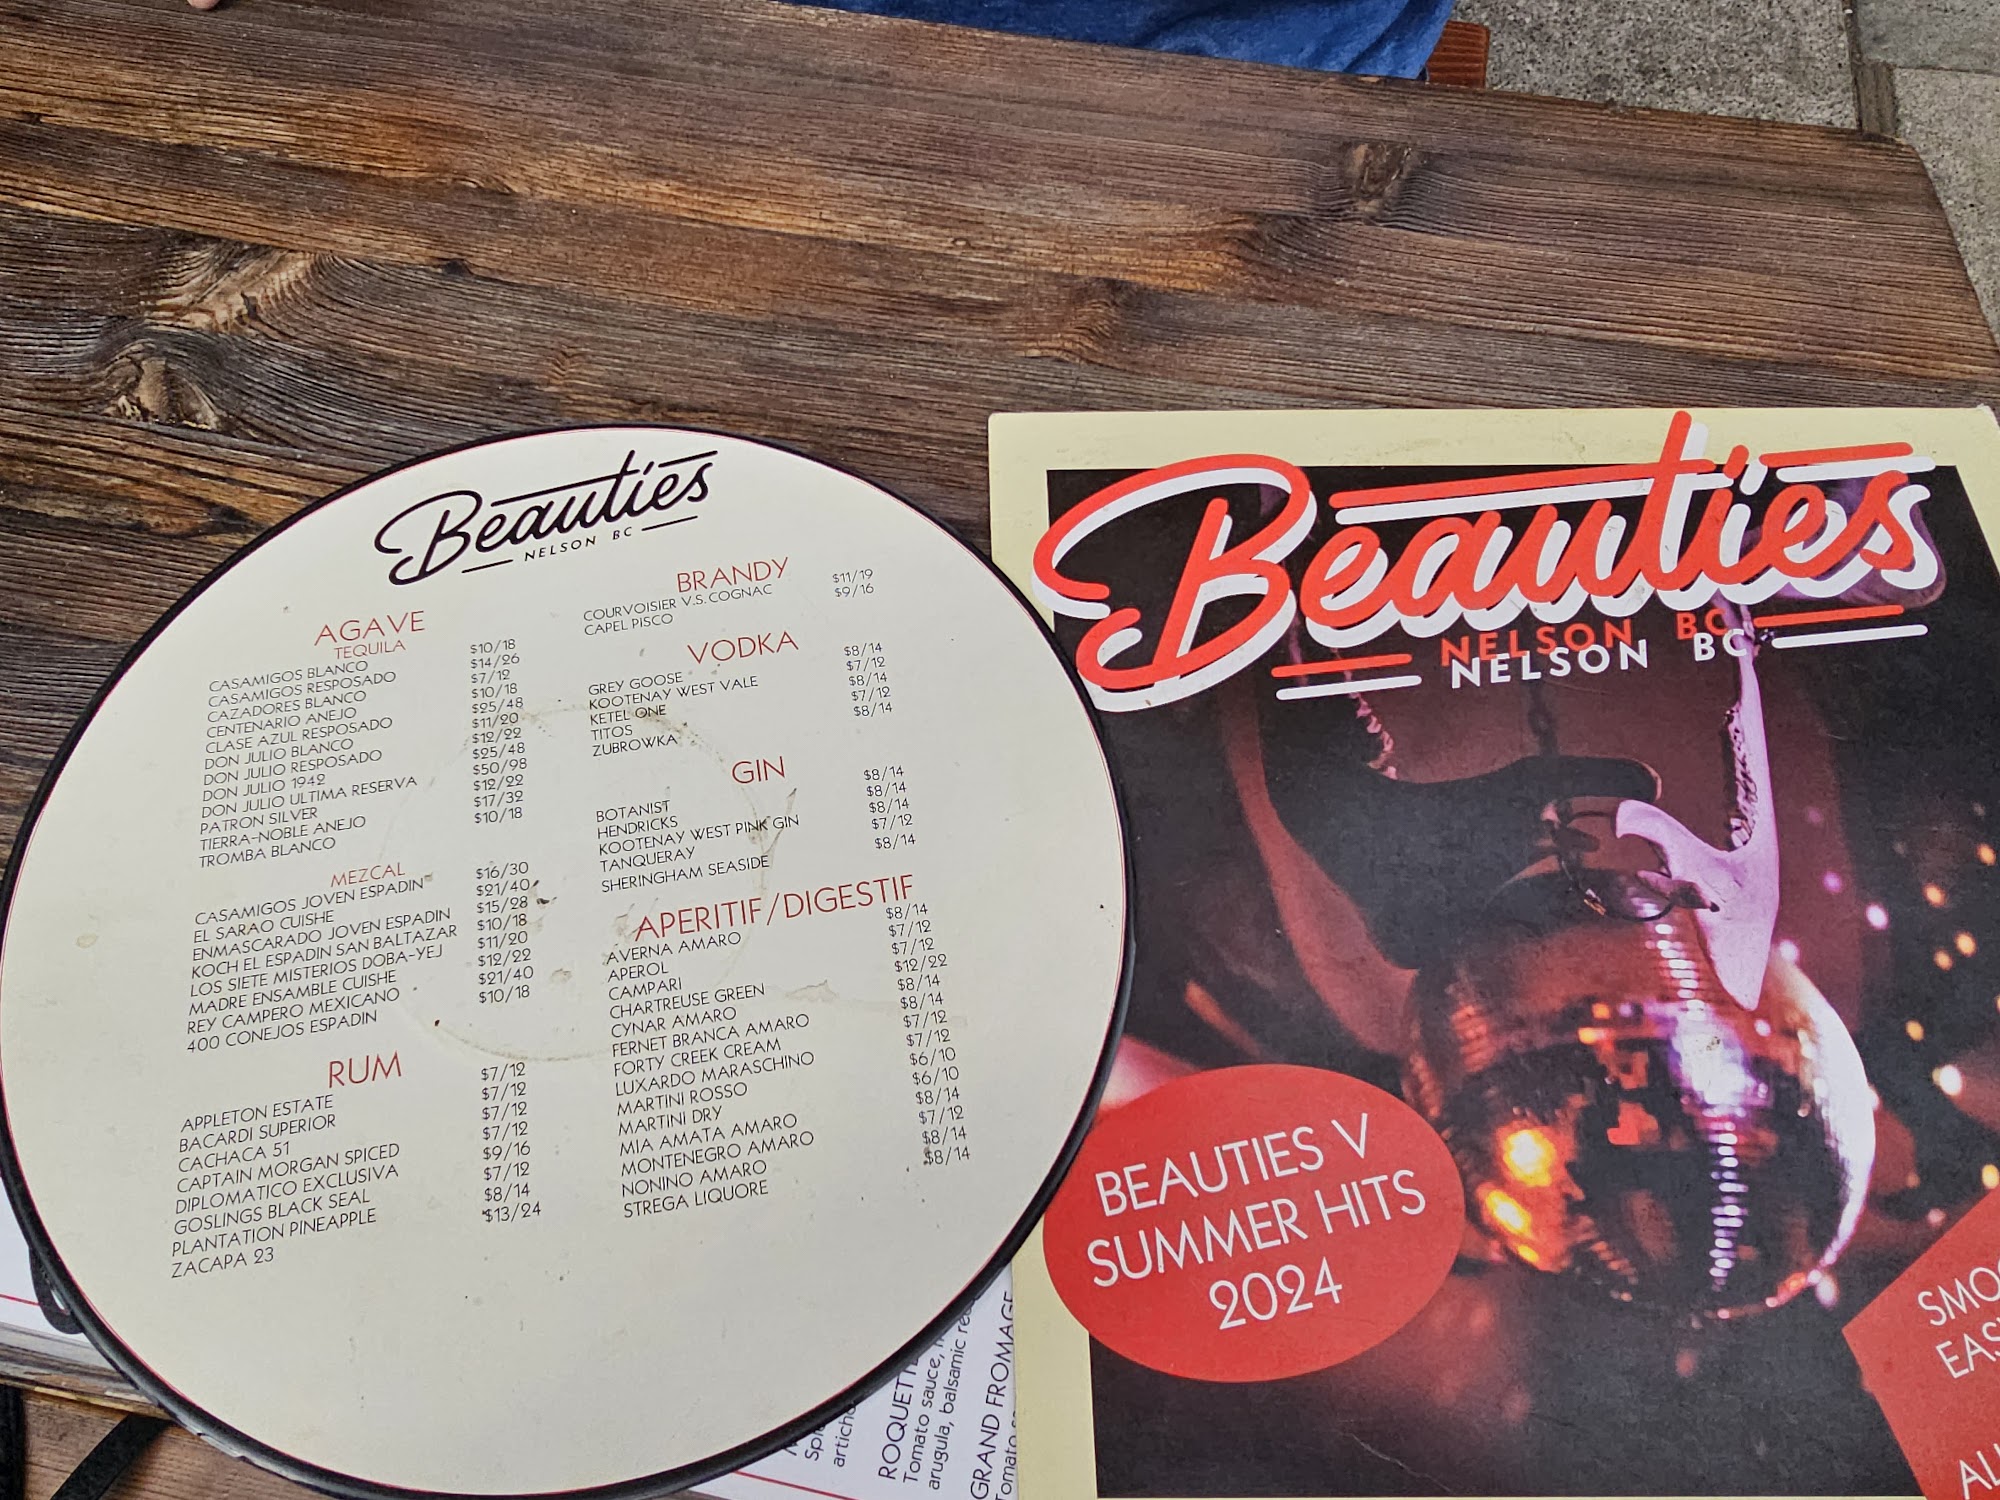 Beauties
NELSON BC
AGAVE
TEQUILA
CASAMIGOS BLANCO $10/18
CASAMIGOS RESPOSADO $14/26
CAZADORES BLANCO $7/12
CENTENARIO ANEJO $10/18
CLASE AZUL RESPOSADO $25/48
DON JULIO BLANCO $11/20
DON JULIO RESPOSADO $12/22
DON JULIO 1942 $25/48
DON JULIO ULTIMA RESERVA $50/98
PATRON SILVER $12/22
TIERRA-NOBLE ANEJO $17/32
TROMBA BLANCO $10/18
MEZCAL
CASAMIGOS JOVEN ESPADIN $16/30
EL SARAO CUISHE $21/40
ENMASCARADO JOVEN ESPADIN $15/28
KOCH EL ESPADIN SAN BALTAZAR $10/18
LOS SIETE MISTERIOS DOBA-YEJ $11/20
MADRE ENSAMBLE CUISHE $12/22
REY CAMPERO MEXICANO $21/40
400 CONEJOS ESPADIN $10/18
RUM
APPLETON ESTATE $7/12
BACARDI SUPERIOR $7/12
CACHACA 51 $7/12
CAPTAIN MORGAN SPICED $7/12
DIPLOMATICO EXCLUSIVA $9/16
GOSLINGS BLACK SEAL $7/12
PLANTATION PINEAPPLE $8/14
ZACAPA 23 $13/24
BRANDY
COURVOISIER V.S. COGNAC $11/19
CAPEL PISCO $9/16
VODKA
GREY GOOSE $8/14
KOOTENAY WEST VALE $7/12
KETEL ONE $8/14
TITOS $7/12
ZUBROWKA $8/14
GIN
BOTANIST $8/14
HENDRICKS $8/14
KOOTENAY WEST PINK GIN $8/14
TANQUERAY $7/12
SHERINGHAM SEASIDE $8/14
APERITIF/DIGESTIF
AVERNA AMARO $8/14
APEROL $7/12
CAMPARI $7/12
CHARTREUSE GREEN $12/22
CYNAR AMARO $8/14
FERNET BRANCA AMARO $8/14
FORTY CREEK CREAM $7/12
LUXARDO MARASCHINO $7/12
MARTINI ROSSO $6/10
MARTINI DRY $6/10
MIA AMATA AMARO $8/14
MONTENEGRO AMARO $7/12
NONINO AMARO $8/14
STREGA LIQUORE $8/14
Beauties
NELSON BC
NELSON BC
BEAUTIES V
SUMMER HITS
2024
SMO
EAS
AL
Tomato sauce,
arugula, balsamic
GRAND FROMAGE